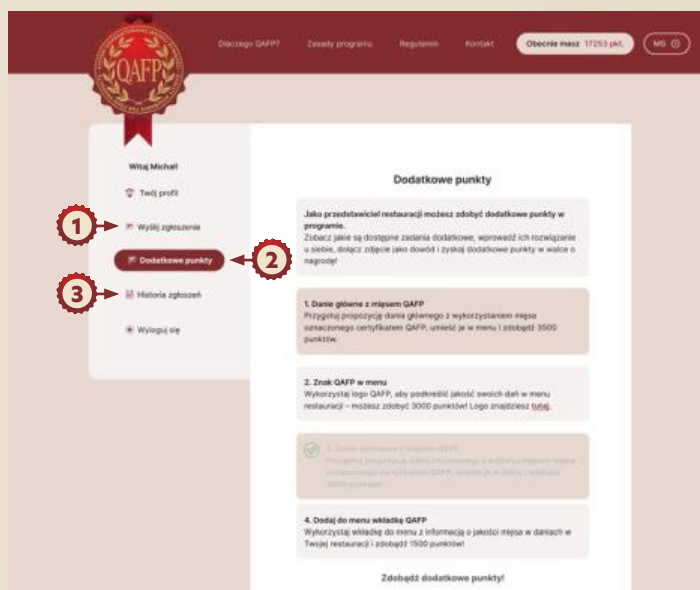 Dlaczego QAFP?
Zasady programu
Regulamin
Kontakt
Obecnie masz 17253 pkt.
MS
QAFP
Witaj Michał!
Twój profil
1
Wyślij zgłoszenie
Dodatkowe punkty
2
3
Historia zgłoszeń
Wyloguj się
Dodatkowe punkty
Jako przedstawiciel restauracji możesz zdobyć dodatkowe punkty w
programie.
Zobacz jakie są dostępne zadania dodatkowe, wprowadź ich rozwiązanie
u siebie, dołącz zdjęcie jako dowód i zyskaj dodatkowe punkty w walce o
nagrodę!
1. Danie główne z mięsem QAFP
Przygotuj propozycję dania głównego z wykorzystaniem mięsa
oznaczonego certyfikatem QAFP, umieść je w menu i zdobądź 3500
punktów.
2. Znak QAFP w menu
Wykorzystaj logo QAFP, aby podkreślić jakość swoich dań w menu
restauracji – możesz zdobyć 3000 punktów! Logo znajdziesz tutaj.
4. Dodaj do menu wkładkę QAFP
Wykorzystaj wkładkę do menu z informacją o jakości mięsa w daniach w
Twojej restauracji i zdobądź 1500 punktów!
Zdobądź dodatkowe punkty!